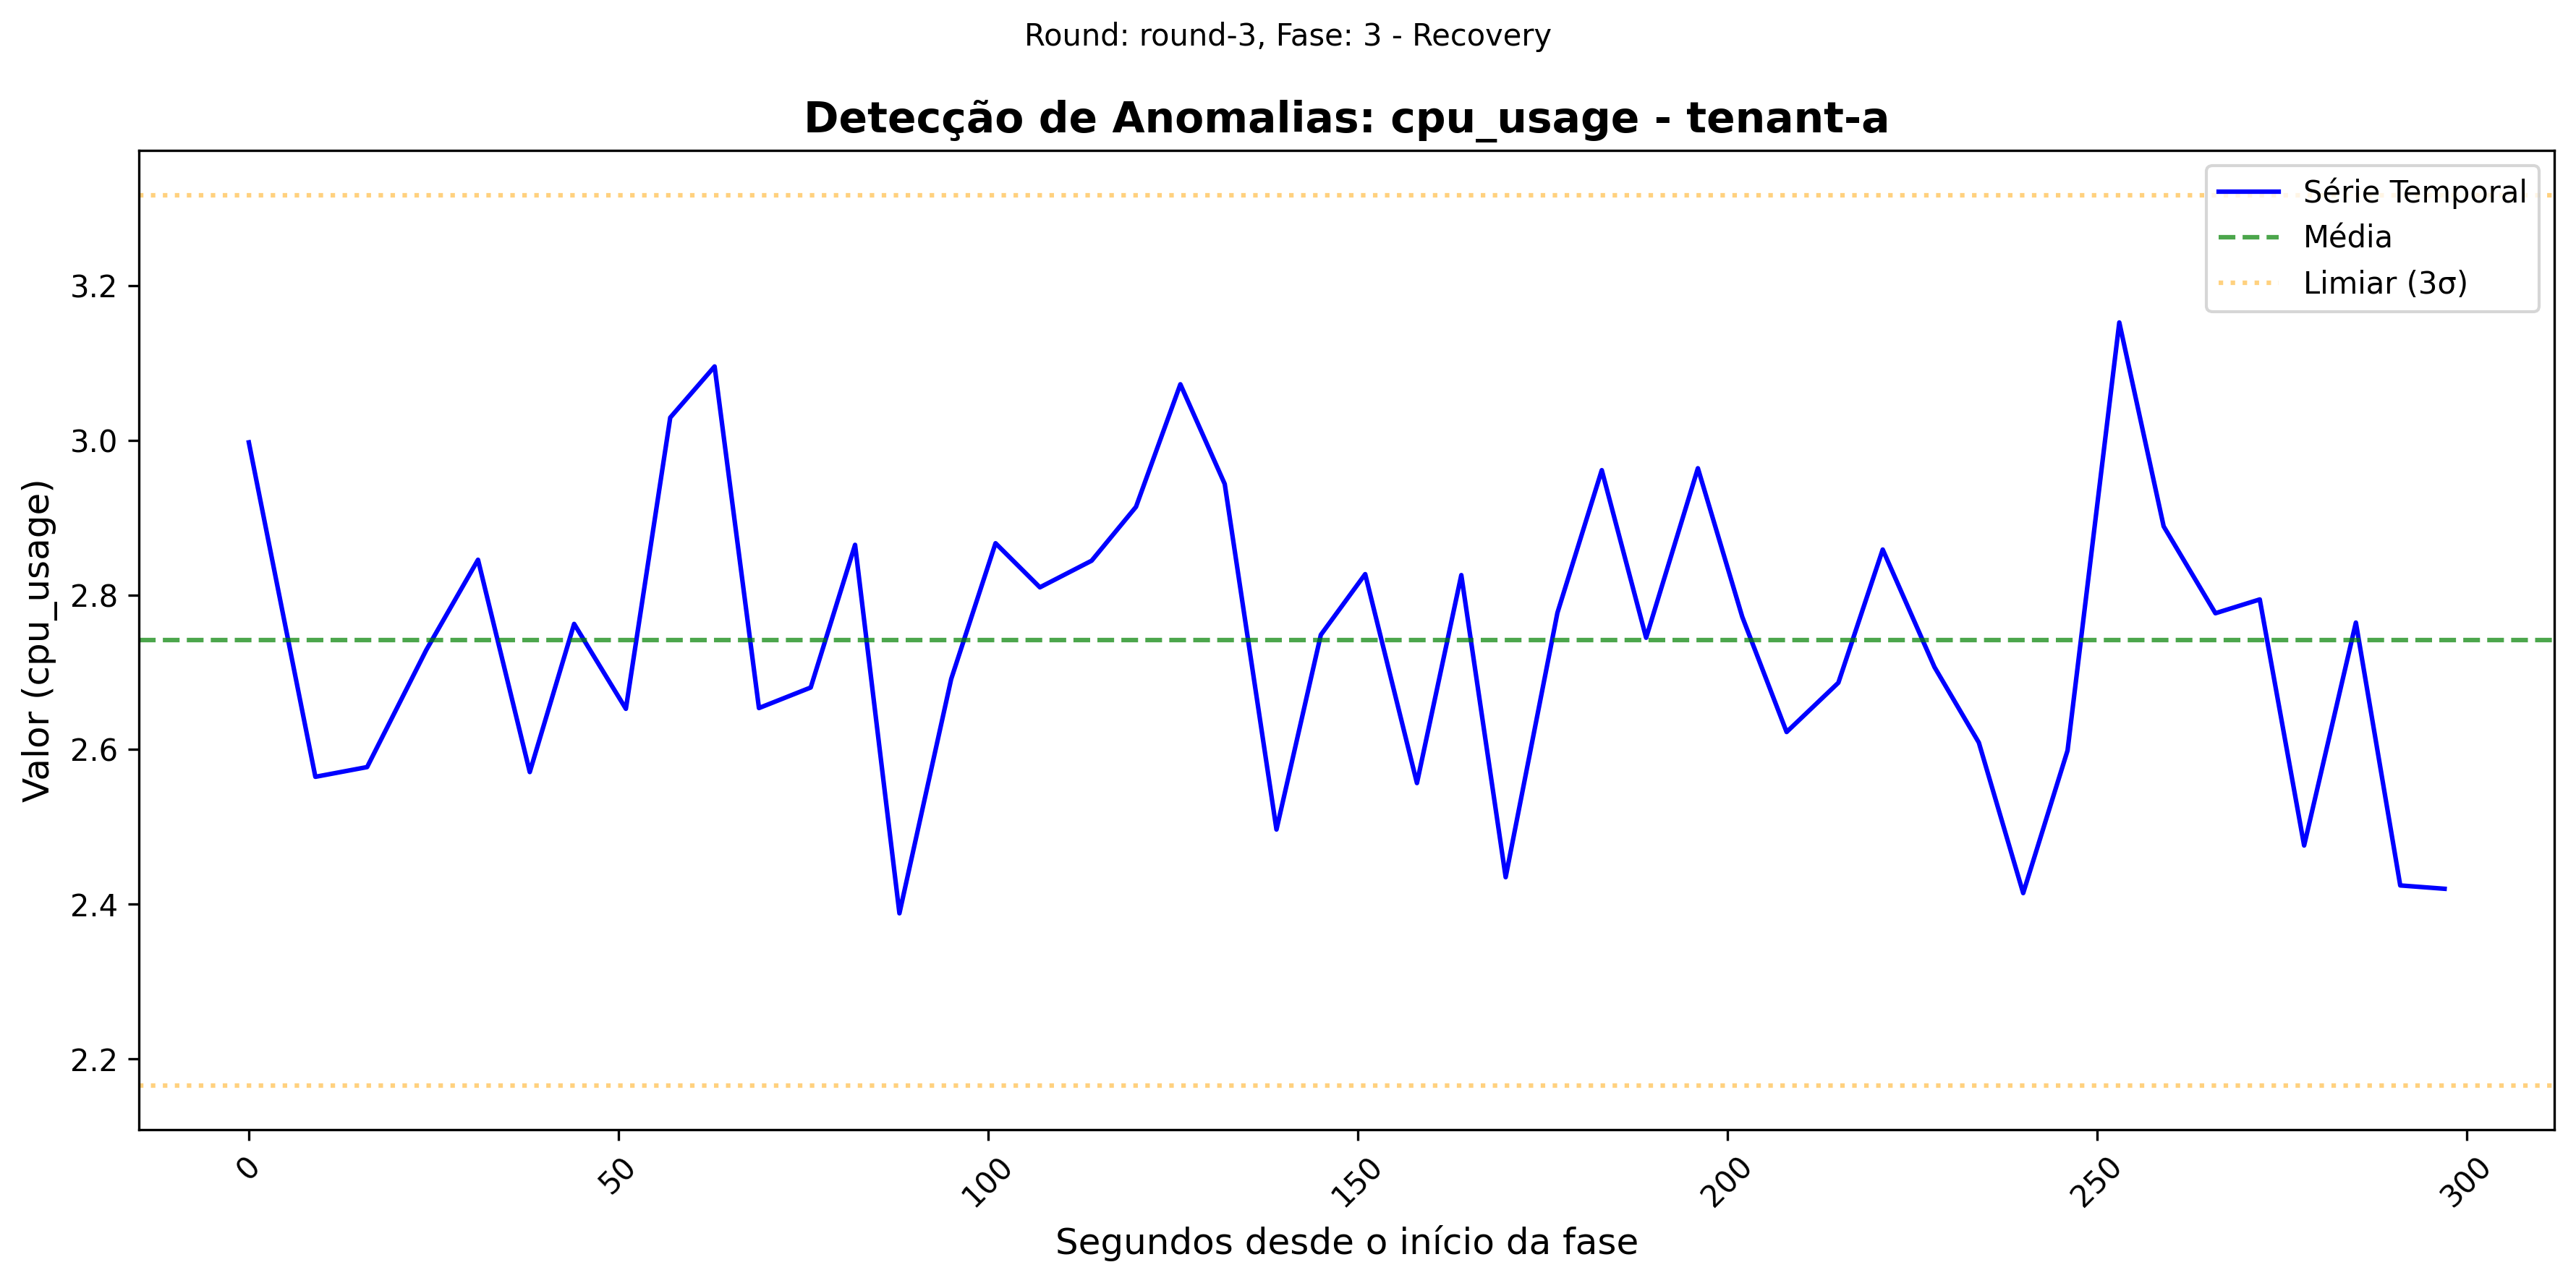 Round: round-3, Fase: 3 - Recovery
Detecção de Anomalias: cpu_usage - tenant-a
Série Temporal
Média
Limiar (3σ)
Valor (cpu_usage)
3.2
3.0
2.8
2.6
2.4
2.2
0
50
100
150
200
250
300
Segundos desde o início da fase